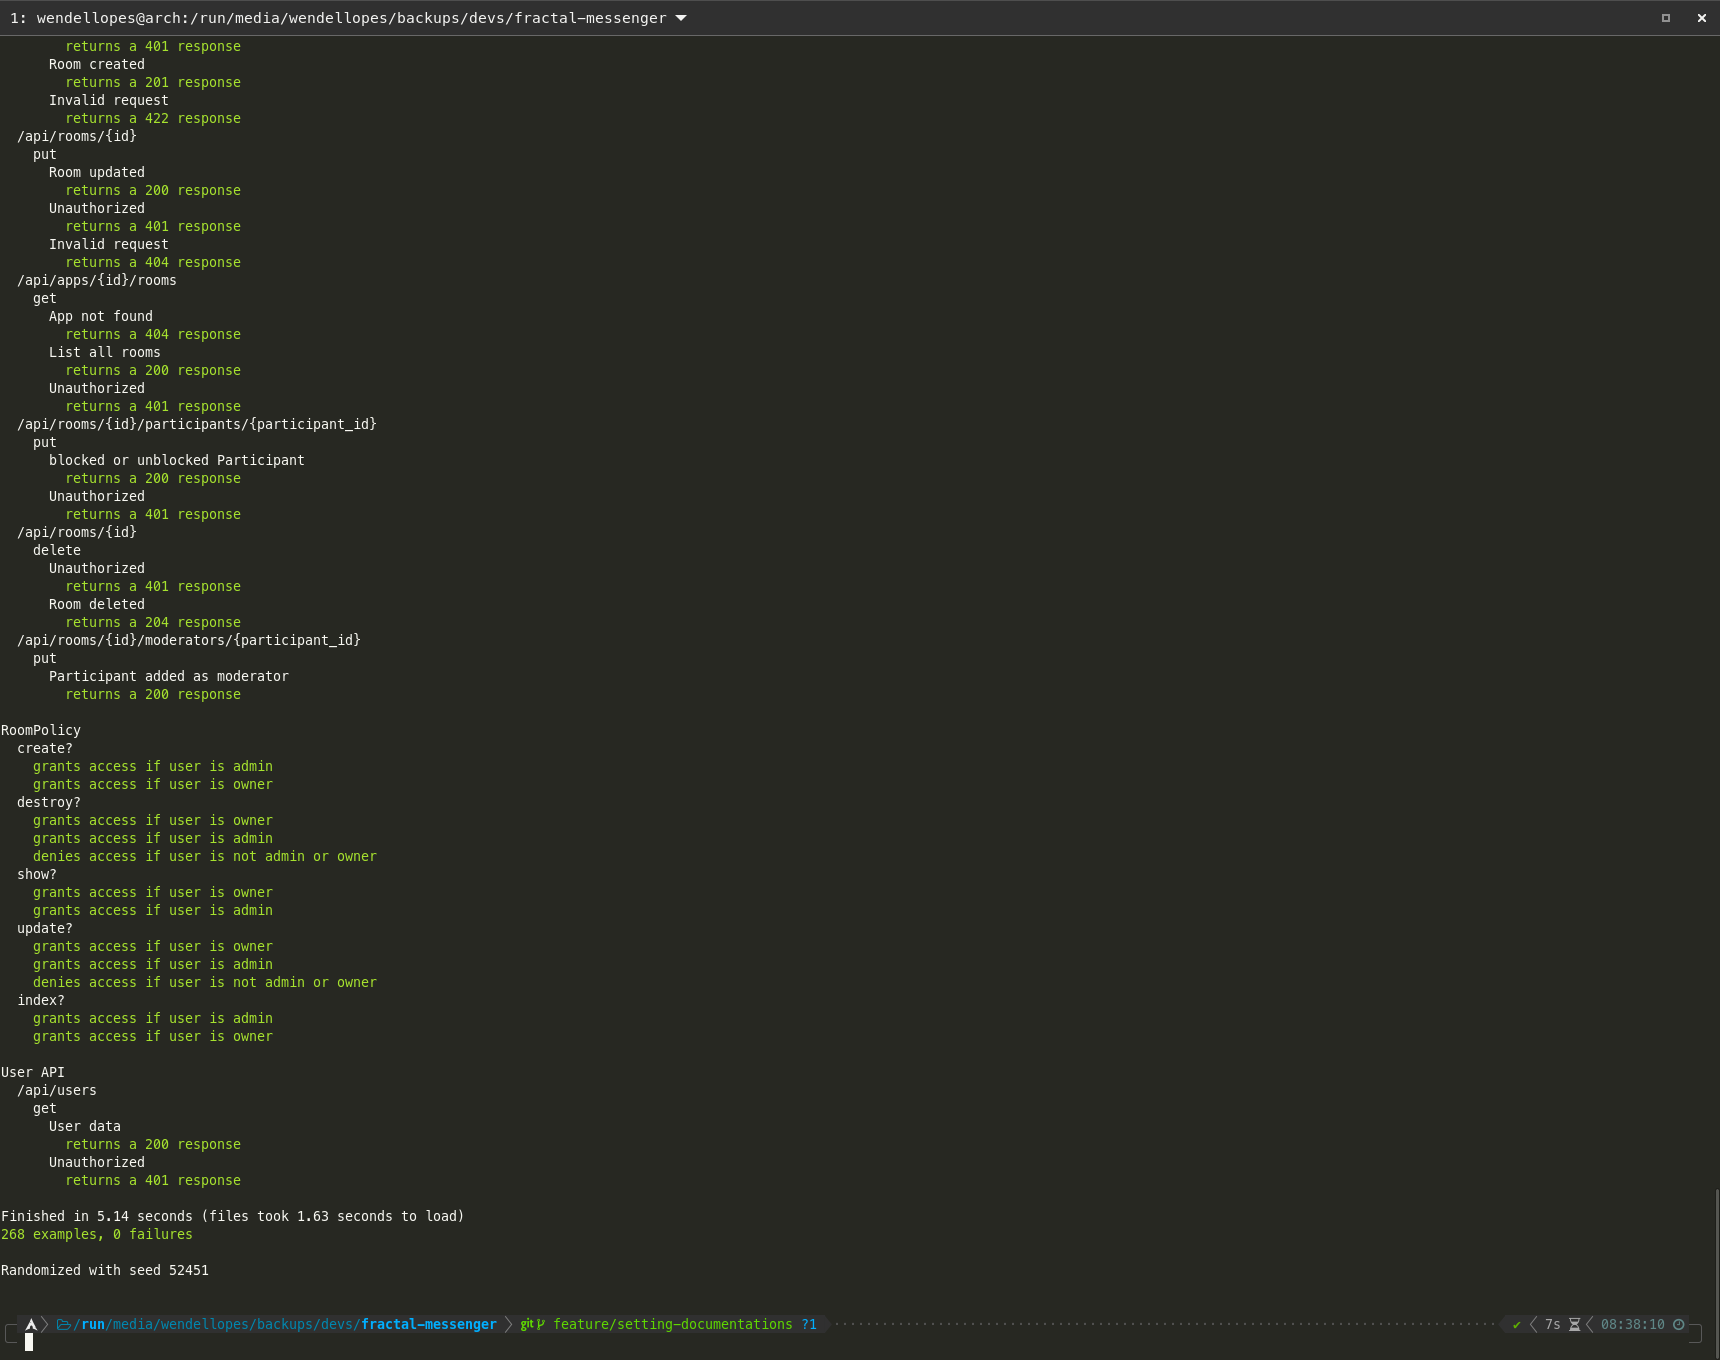 1: wendellopes@arch:/run/media/wendellopes/backups/devs/fractal-messenger
returns a 401 response
Room created
returns a 201 response
Invalid request
returns a 422 response
/api/rooms/{id}
put
Room updated
returns a 200 response
Unauthorized
returns a 401 response
Invalid request
returns a 404 response
/api/apps/{id}/rooms
get
App not found
returns a 404 response
List all rooms
returns a 200 response
Unauthorized
returns a 401 response
/api/rooms/{id}/participants/{participant_id}
put
blocked or unblocked Participant
returns a 200 response
Unauthorized
returns a 401 response
/api/rooms/{id}
delete
Unauthorized
returns a 401 response
Room deleted
returns a 204 response
/api/rooms/{id}/moderators/{participant_id}
put
Participant added as moderator
returns a 200 response
RoomPolicy
create?
grants access if user is admin
grants access if user is owner
destroy?
grants access if user is owner
grants access if user is admin
denies access if user is not admin or owner
show?
grants access if user is owner
grants access if user is admin
update?
grants access if user is owner
grants access if user is admin
denies access if user is not admin or owner
index?
grants access if user is admin
grants access if user is owner
User API
/api/users
get
User data
returns a 200 response
Unauthorized
returns a 401 response
Finished in 5.14 seconds (files took 1.63 seconds to load)
268 examples, 0 failures
Randomized with seed 52451
/run/media/wendellopes/backups/devs/fractal-messenger git feature/setting-documentations ?1 ✔ 7s 08:38:10